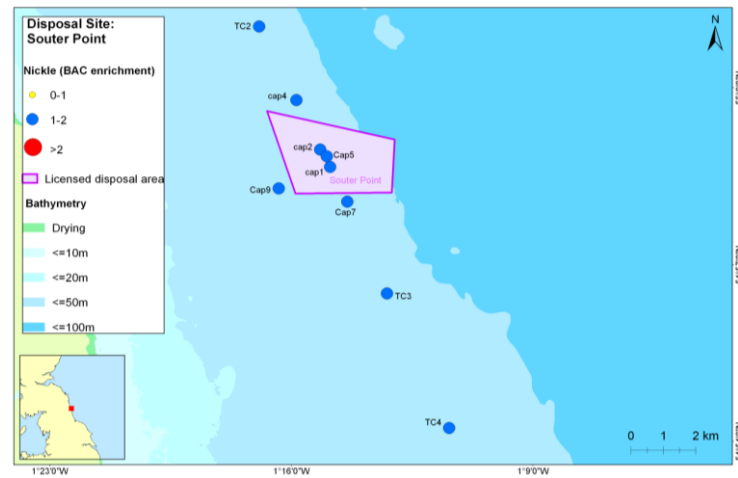 Disposal Site:
Souter Point
Nickle (BAC enrichment)
0-1
1-2
>2
Licensed disposal area
Bathymetry
Drying
<=10m
<=20m
<=50m
<=100m
N
TC2
cap4
cap2
Cap5
cap1
Souter Point
Cap9
Cap7
TC3
TC4
0 1 2 km
1°23'0"W 1°16'0"W 1°9'0"W